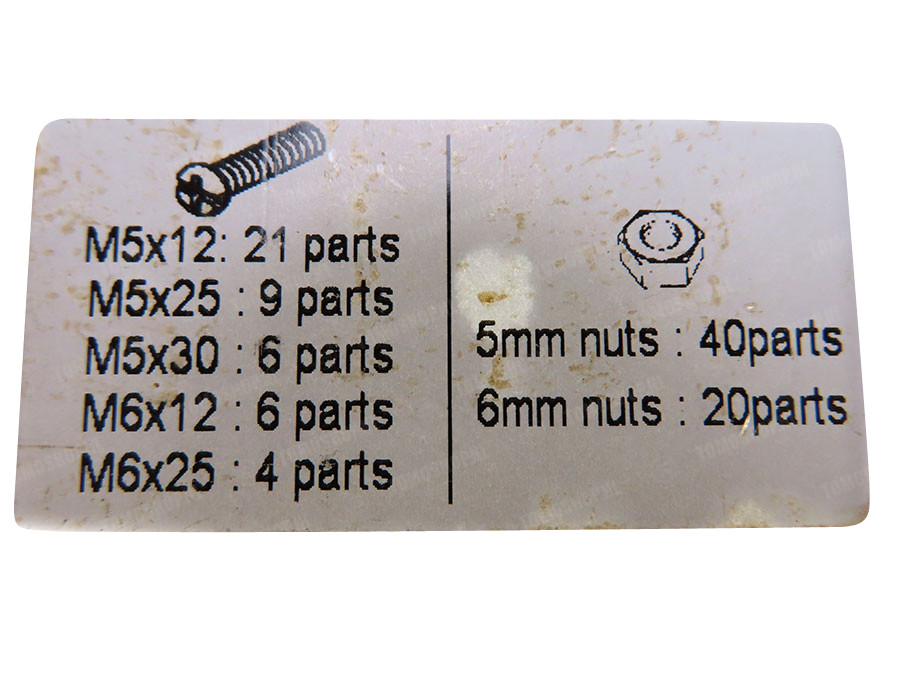 M5x12: 21 parts
M5x25 : 9 parts
M5x30 : 6 parts
M6x12 : 6 parts
M6x25 : 4 parts
5mm nuts : 40parts
6mm nuts : 20parts